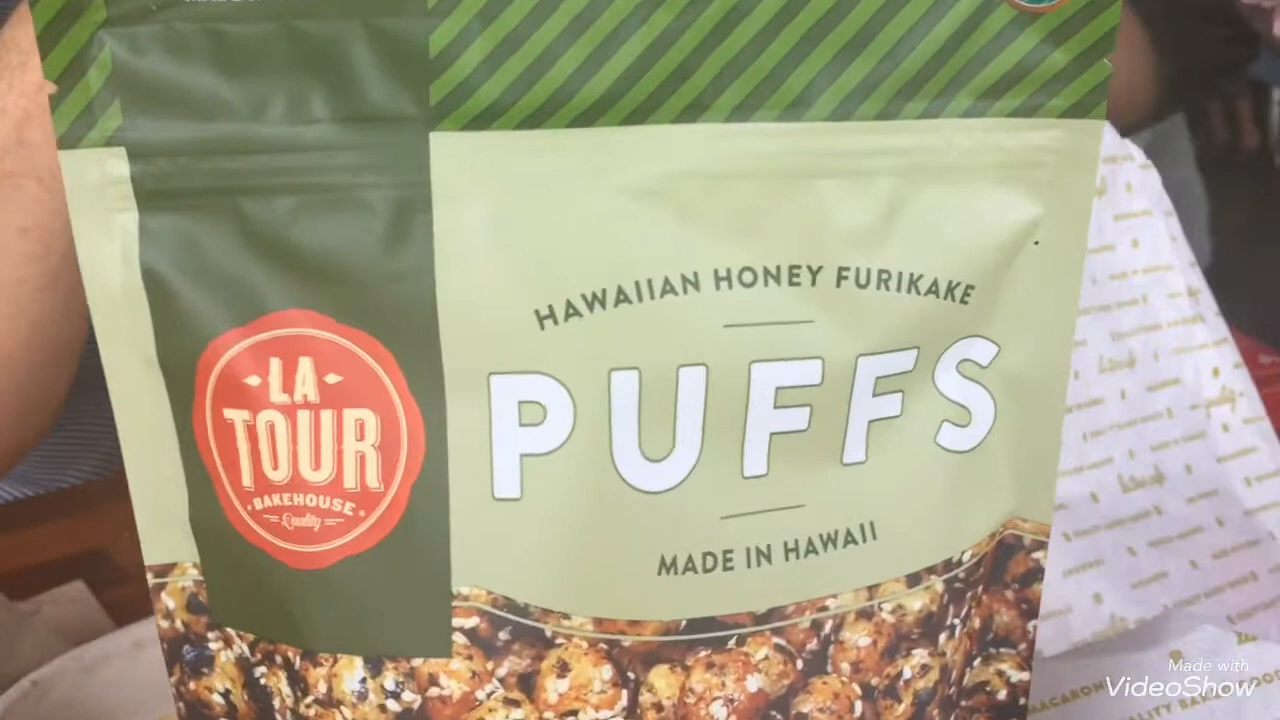 HAWAIIAN HONEY FURIKAKE
PUFFS
MADE IN HAWAII
LA
TOUR
BAKEHOUSE
Quality
Made with
VideoShow